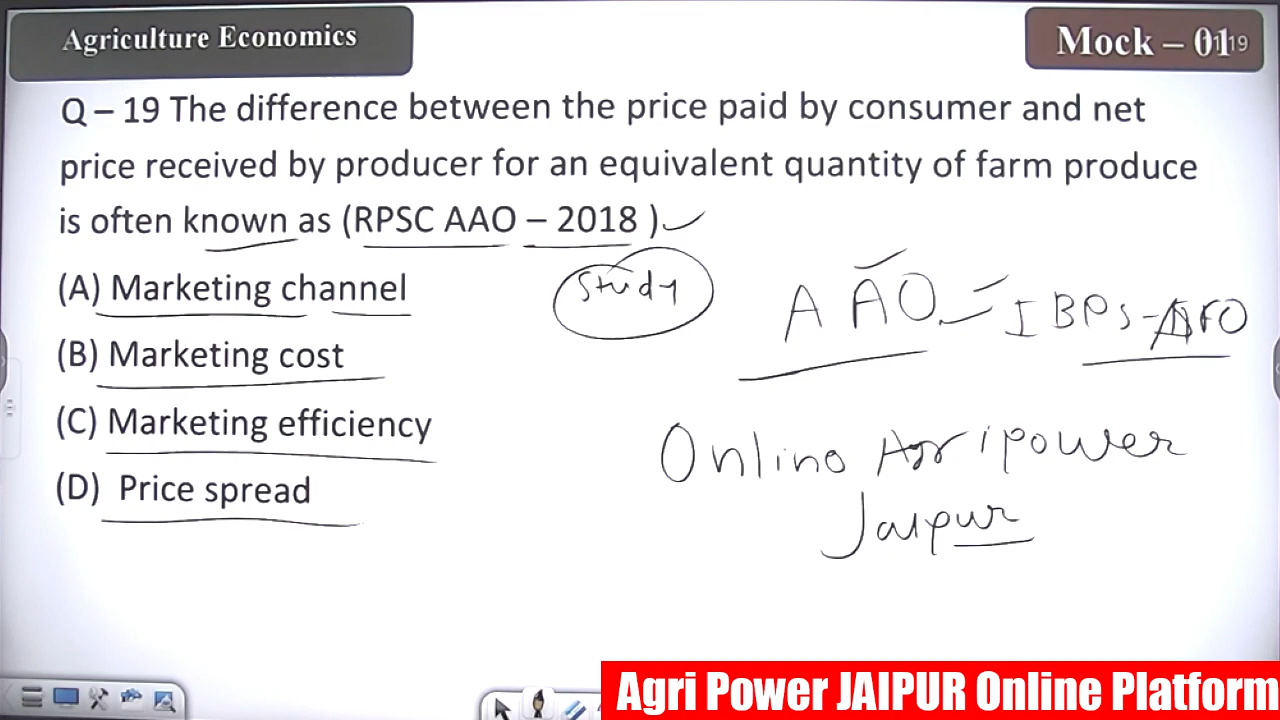 Agriculture Economics
Mock – 01
Q – 19 The difference between the price paid by consumer and net
price received by producer for an equivalent quantity of farm produce
is often known as (RPSC AAO – 2018 )
(A) Marketing channel
(B) Marketing cost
(C) Marketing efficiency
(D) Price spread
Study
AAO
IBPS-AFO
Online Agripower
Jaipur
Agri Power JAIPUR Online Platform